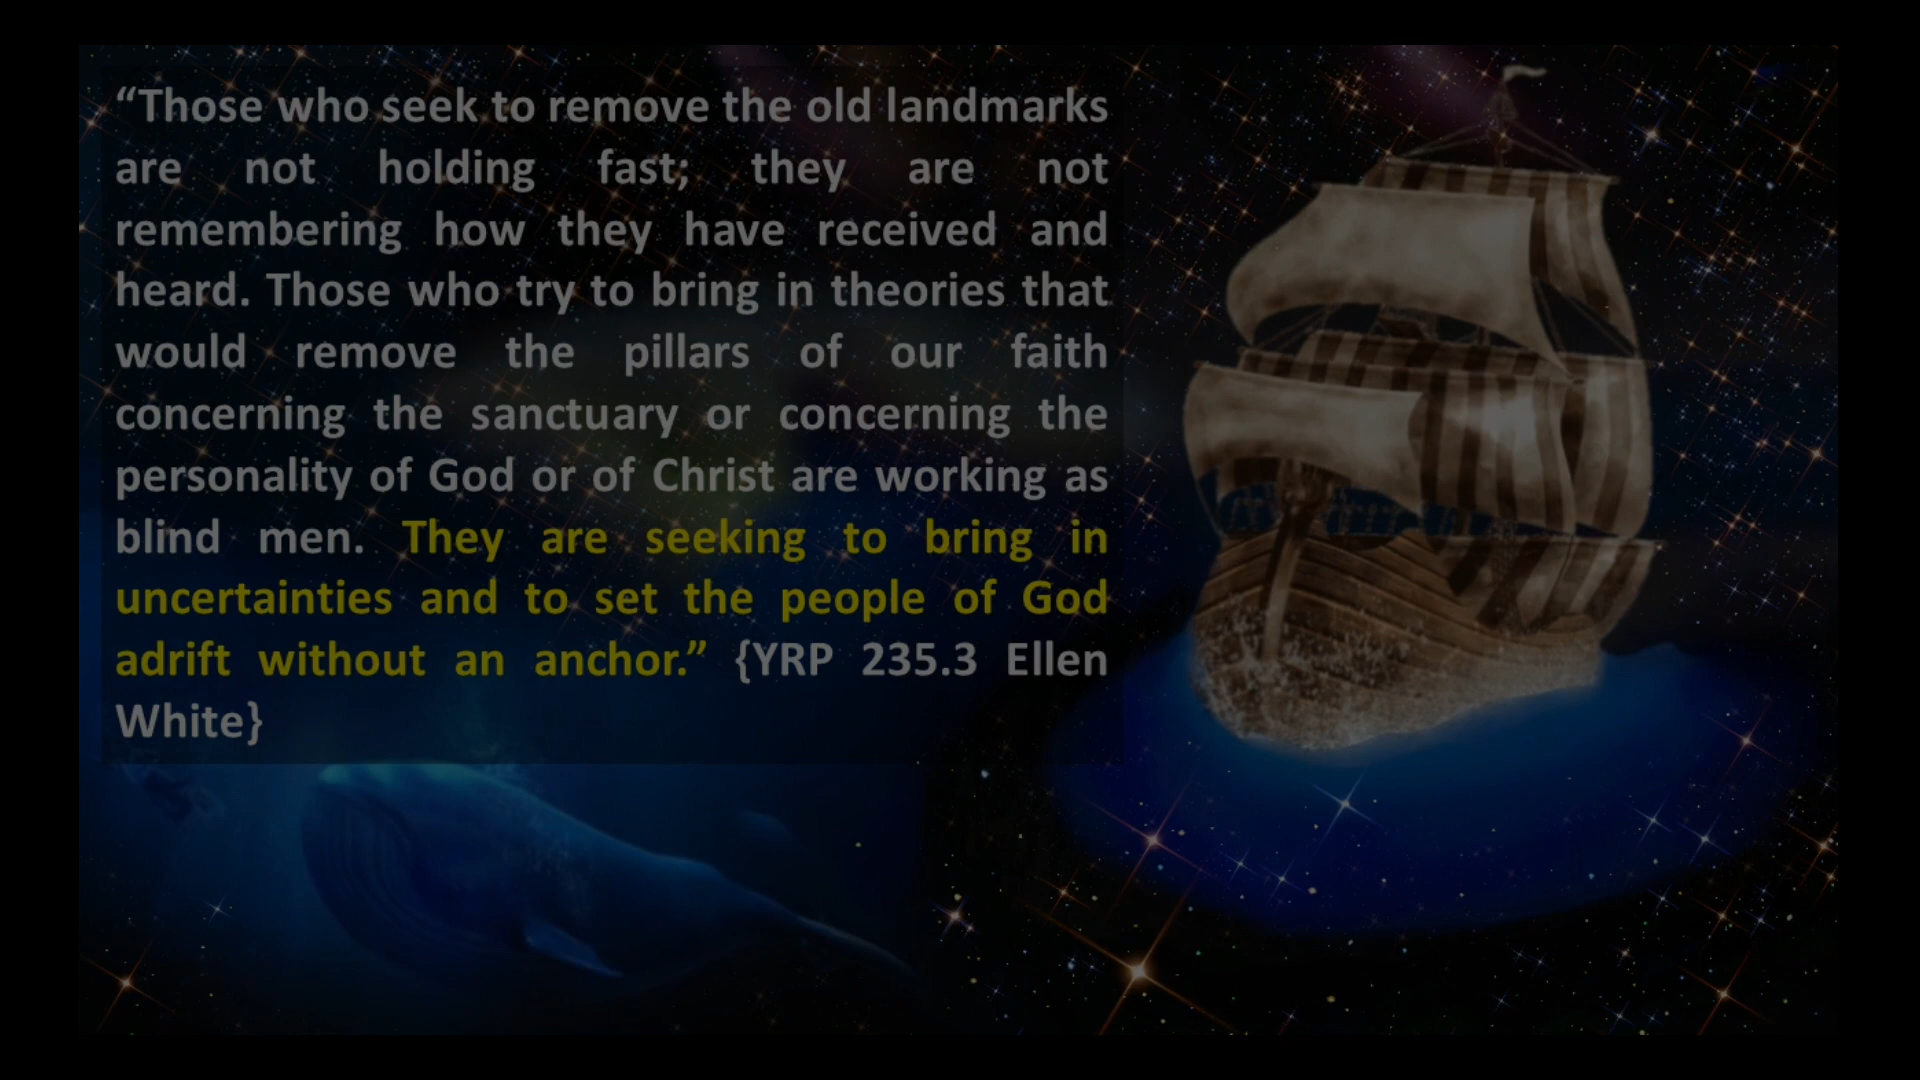 “Those who seek to remove the old landmarks
are not holding fast; they are not
remembering how they have received and
heard. Those who try to bring in theories that
would remove the pillars of our faith
concerning the sanctuary or concerning the
personality of God or of Christ are working as
blind men. They are seeking to bring in
uncertainties and to set the people of God
adrift without an anchor.” {YRP 235.3 Ellen
White}